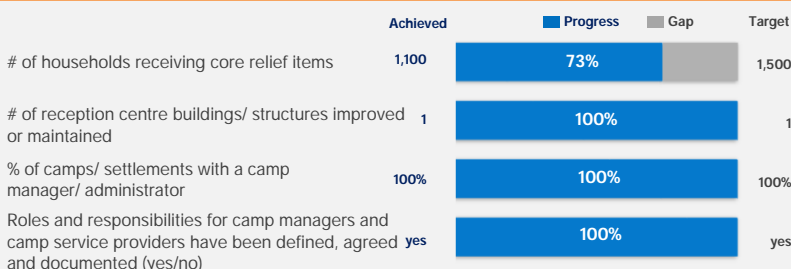 Achieved Progress Gap Target
# of households receiving core relief items 1,100 73% 1,500
# of reception centre buildings/ structures improved
or maintained 1 100% 1
% of camps/ settlements with a camp
manager/ administrator 100% 100% 100%
Roles and responsibilities for camp managers and
camp service providers have been defined, agreed yes 100% yes
and documented (yes/no)